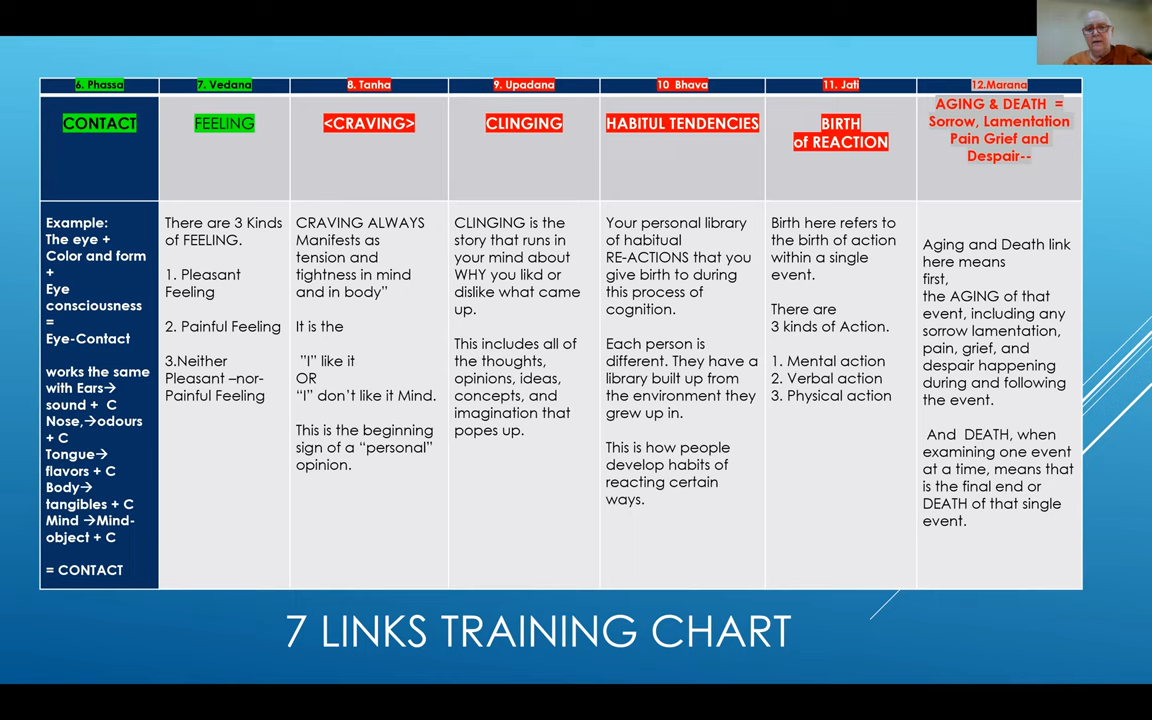 6. Phassa
7. Vedana
8. Tanha
9. Upadana
10 Bhava
11. Jati
12.Marana
CONTACT
FEELING
<CRAVING>
CLINGING
HABITUL TENDENCIES
BIRTH
of REACTION
AGING & DEATH =
Sorrow, Lamentation
Pain Grief and
Despair--
Example:
The eye +
Color and form
+
Eye
consciousness
=
Eye-Contact
works the same
with Ears→
sound + C
Nose,→odours
+ C
Tongue→
flavors + C
Body→
tangibles + C
Mind →Mind-
object + C
= CONTACT
There are 3 Kinds
of FEELING.
1. Pleasant
Feeling
2. Painful Feeling
3.Neither
Pleasant –nor-
Painful Feeling
CRAVING ALWAYS
Manifests as
tension and
tightness in mind
and in body”
It is the
”I” like it
OR
“I” don’t like it Mind.
This is the beginning
sign of a “personal”
opinion.
CLINGING is the
story that runs in
your mind about
WHY you likd or
dislike what came
up.
This includes all of
the thoughts,
opinions, ideas,
concepts, and
imagination that
popes up.
Your personal library
of habitual
RE-ACTIONS that you
give birth to during
this process of
cognition.
Each person is
different. They have a
library built up from
the environment they
grew up in.
This is how people
develop habits of
reacting certain
ways.
Birth here refers to
the birth of action
within a single
event.
There are
3 kinds of Action.
1. Mental action
2. Verbal action
3. Physical action
Aging and Death link
here means
first,
the AGING of that
event, including any
sorrow lamentation,
pain, grief, and
despair happening
during and following
the event.
And DEATH, when
examining one event
at a time, means that
is the final end or
DEATH of that single
event.
7 LINKS TRAINING CHART